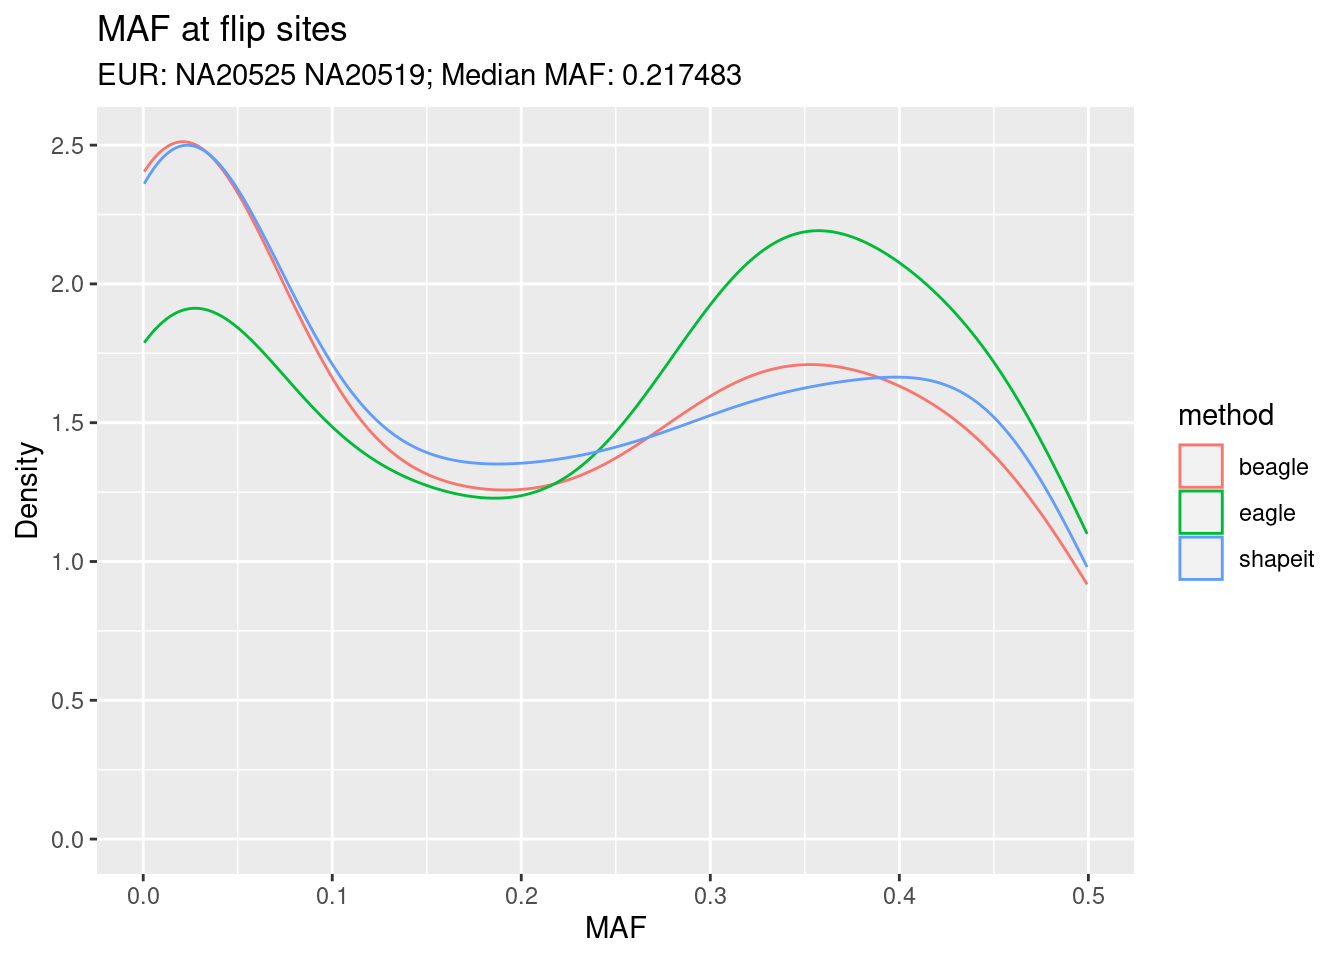 MAF at flip sites
EUR: NA20525 NA20519; Median MAF: 0.217483
2.5
2.0
1.5
1.0
0.5
0.0
Density
0.0 0.1 0.2 0.3 0.4 0.5
MAF
method
beagle
eagle
shapeit